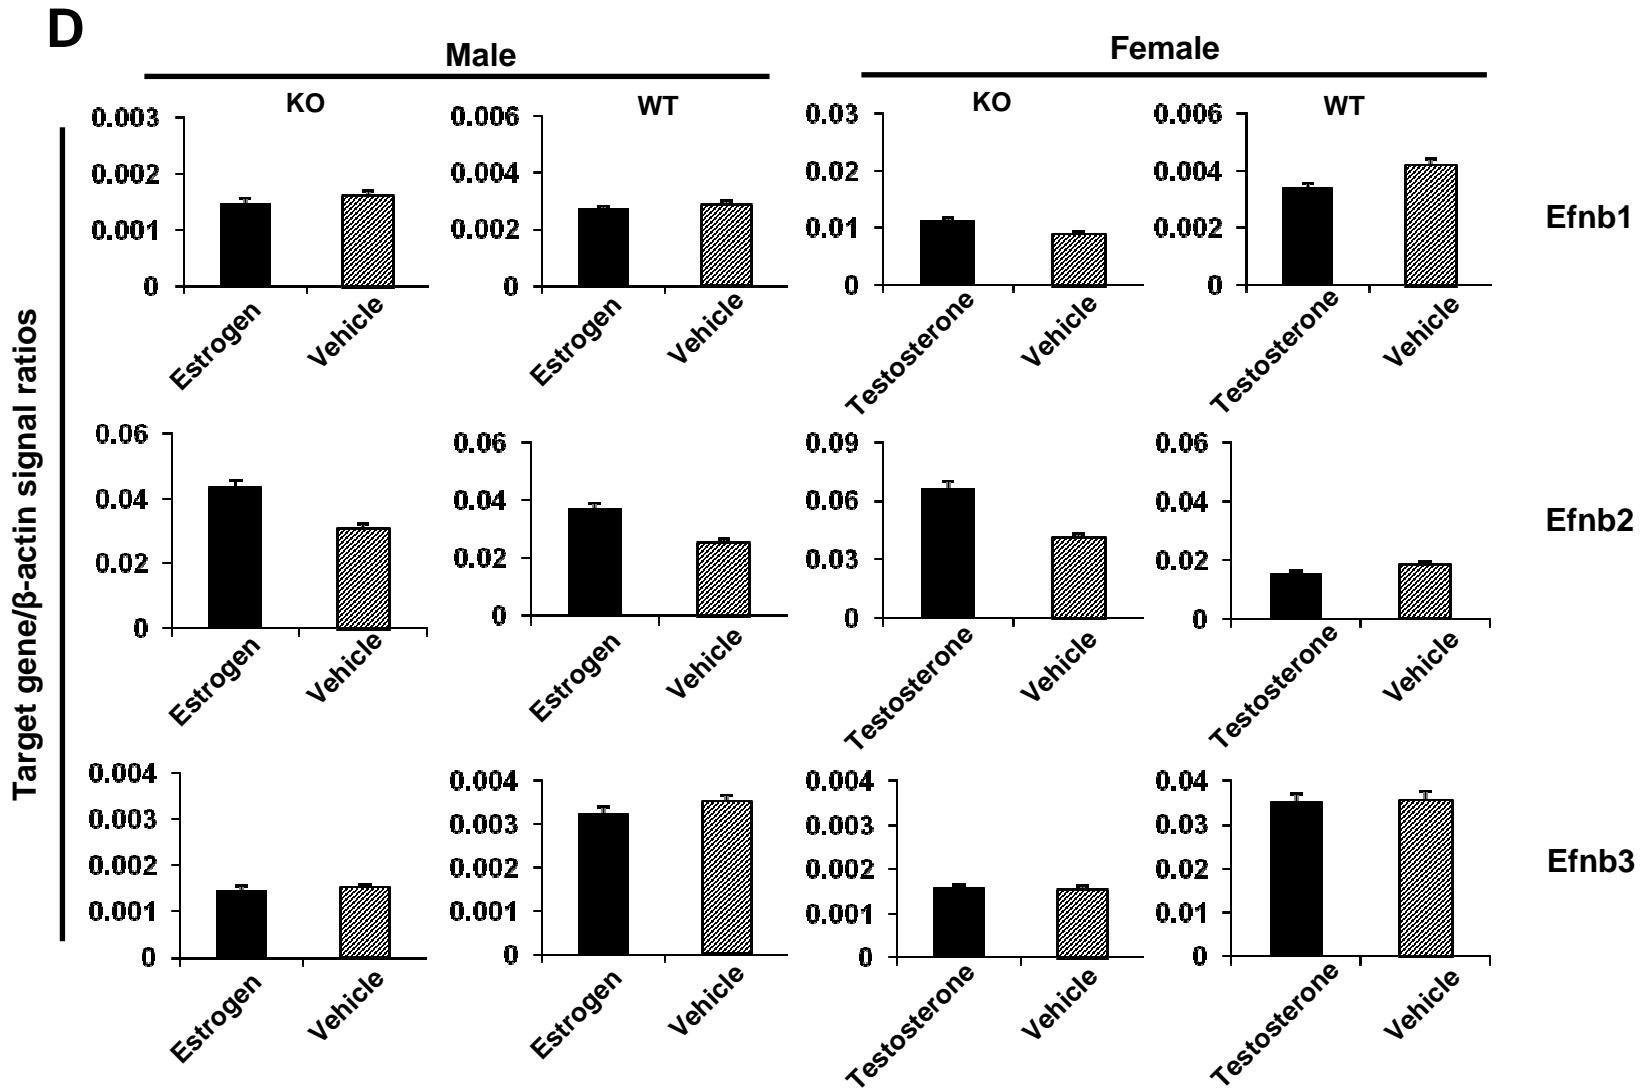 D
Male
Female
KO
WT
KO
WT
Target gene/β-actin signal ratios
0.003
0.002
0.001
0
Estrogen
Vehicle
0.006
0.004
0.002
0
Estrogen
Vehicle
0.03
0.02
0.01
0
Testosterone
Vehicle
0.006
0.004
0.002
0
Testosterone
Vehicle
Efnb1
0.06
0.04
0.02
0
Estrogen
Vehicle
0.06
0.04
0.02
0
Estrogen
Vehicle
0.09
0.06
0.03
0
Testosterone
Vehicle
0.06
0.04
0.02
0
Testosterone
Vehicle
Efnb2
0.004
0.003
0.002
0.001
0
Estrogen
Vehicle
0.004
0.003
0.002
0.001
0
Estrogen
Vehicle
0.004
0.003
0.002
0.001
0
Testosterone
Vehicle
0.04
0.03
0.02
0.01
0
Testosterone
Vehicle
Efnb3